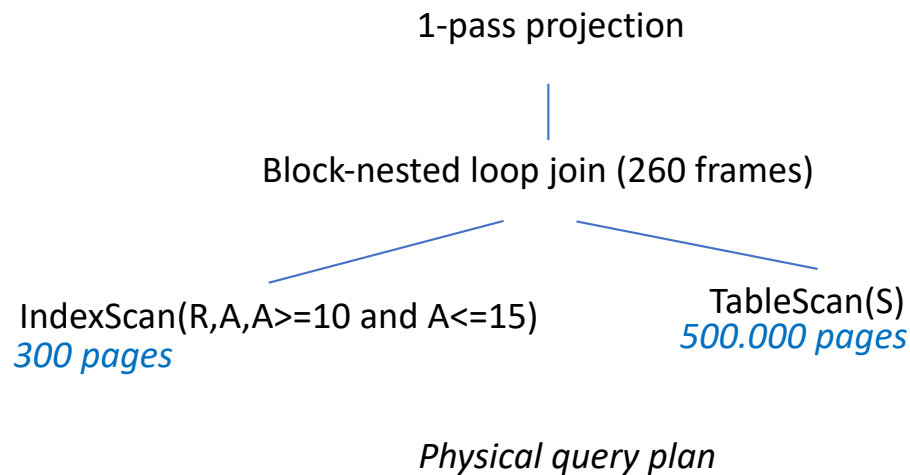 1-pass projection
Block-nested loop join (260 frames)
IndexScan(R,A,A>=10 and A<=15)
300 pages
TableScan(S)
500.000 pages
Physical query plan